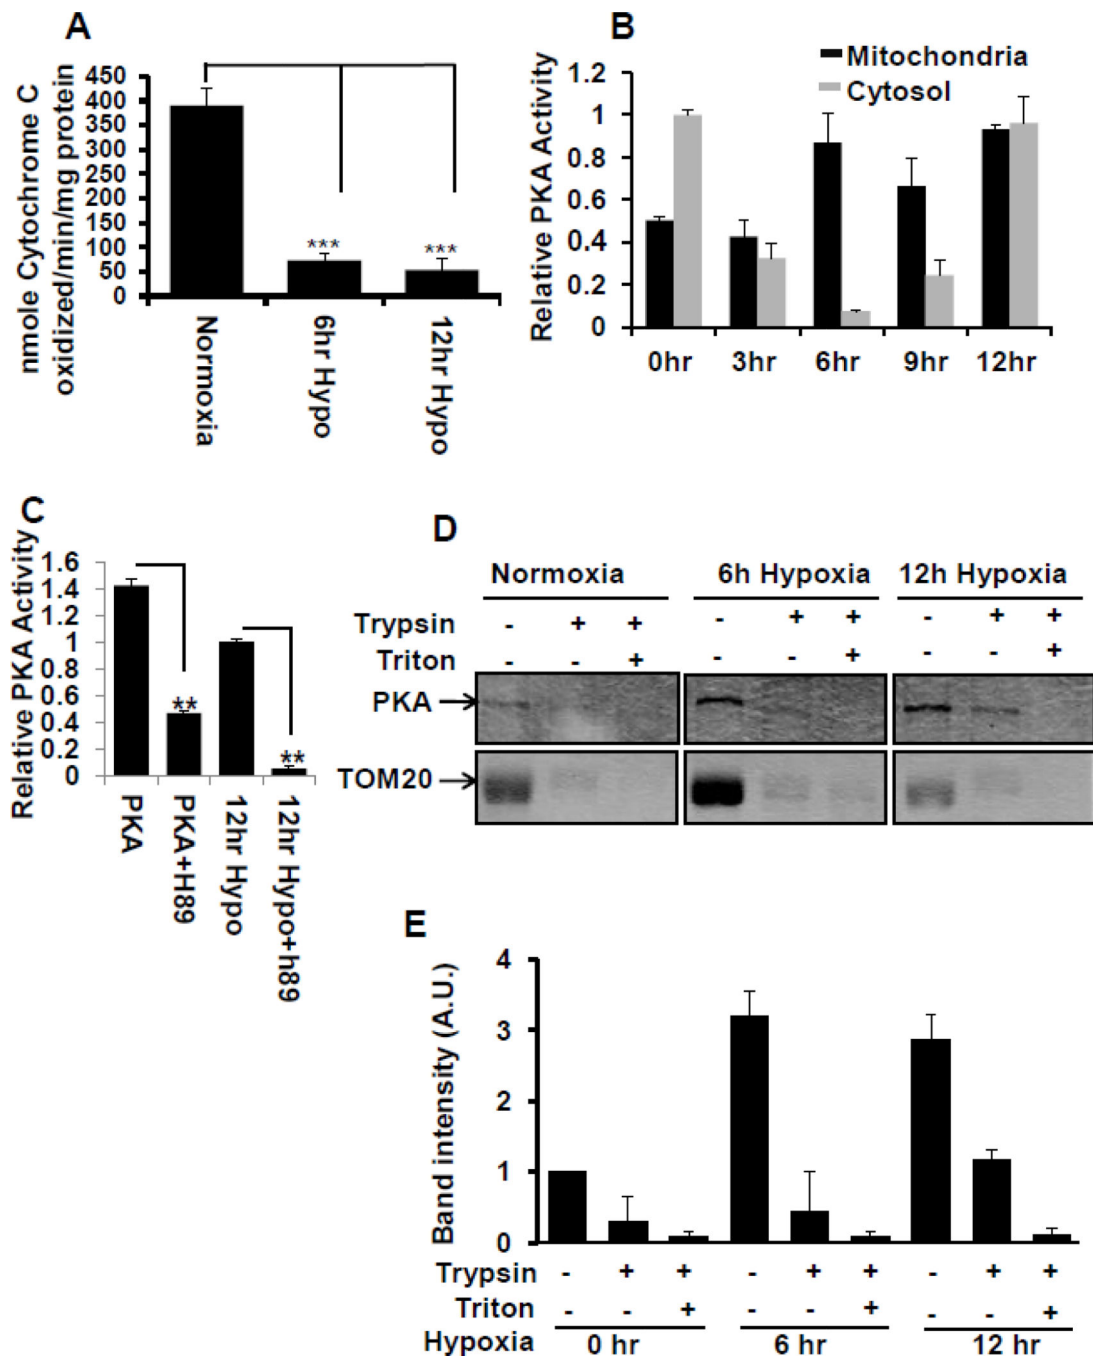 A
nmole Cytochrome C
oxidized/min/mg protein
450
400
350
300
250
200
150
100
50
0
***
***
Normoxia
6hr Hypo
12hr Hypo
B
Mitochondria
Cytosol
Relative PKA Activity
1.2
1
0.8
0.6
0.4
0.2
0
0hr 3hr 6hr 9hr 12hr
C
Relative PKA Activity
1.6
1.4
1.2
1
0.8
0.6
0.4
0.2
0
**
**
PKA
PKA+H89
12hr Hypo
12hr Hypo+h89
D
Normoxia 6h Hypoxia 12h Hypoxia
Trypsin - + + - + + - + +
Triton - - + - - + - - +
PKA
TOM20
E
Band intensity (A.U.)
4
3
2
1
0
Trypsin - + + - + + - + +
Triton - - + - - + - - +
Hypoxia 0 hr 6 hr 12 hr